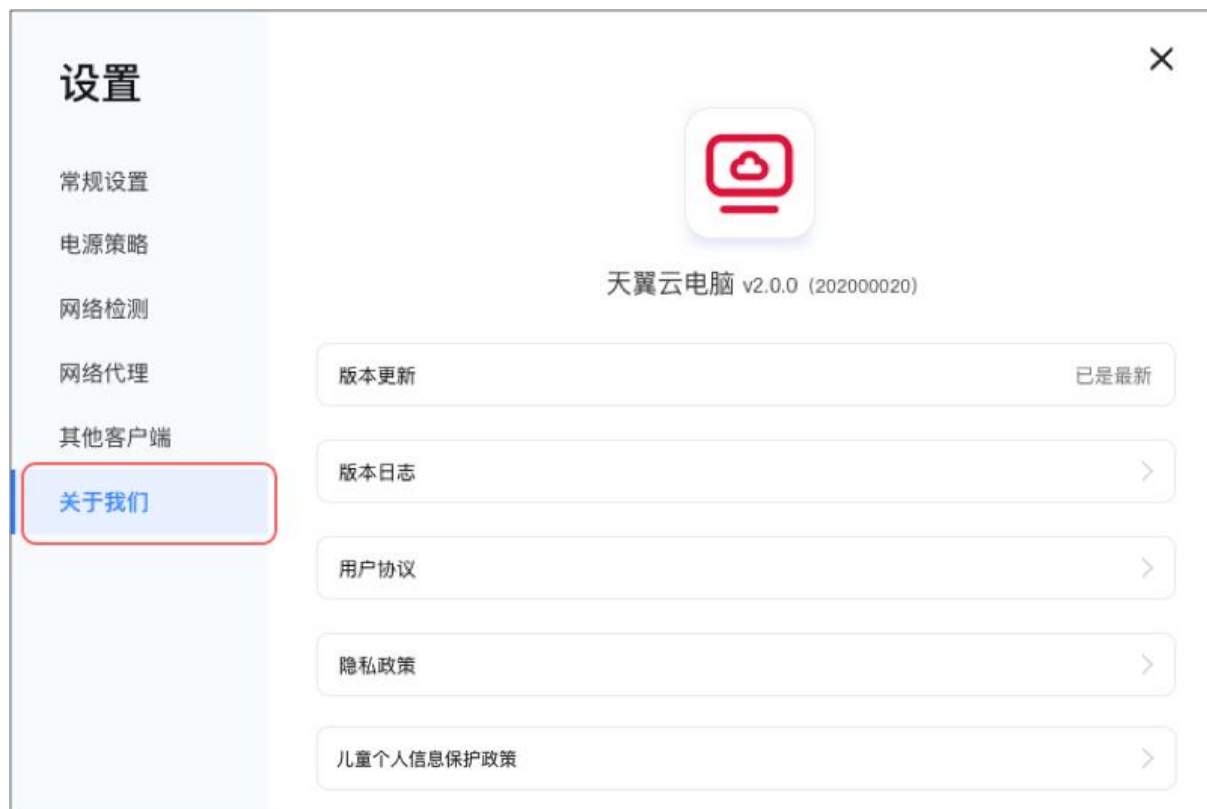 设置
常规设置
电源策略
网络检测
网络代理
其他客户端
关于我们
天翼云电脑 v2.0.0 (202000020)
版本更新 已是最新
版本日志
用户协议
隐私政策
儿童个人信息保护政策